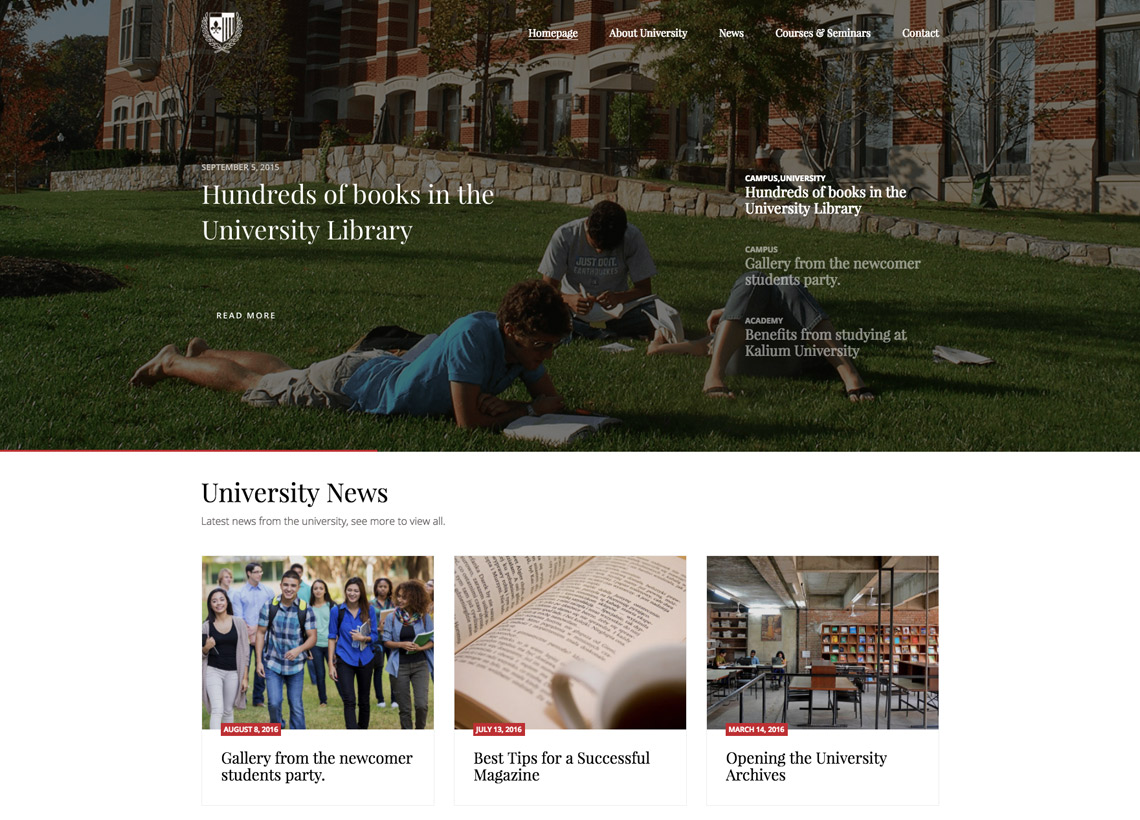 Homepage
About University
News
Courses & Seminars
Contact
SEPTEMBER 5, 2015
Hundreds of books in the
University Library
READ MORE
CAMPUS,UNIVERSITY
Hundreds of books in the
University Library
CAMPUS
Gallery from the newcomer
students party.
ACADEMY
Benefits from studying at
Kalium University
JUST DO IT.
EARTHQUAKES
University News
Latest news from the university, see more to view all.
AUGUST 8, 2016
Gallery from the newcomer
students party.
JULY 13, 2016
Best Tips for a Successful
Magazine
MARCH 14, 2016
Opening the University
Archives